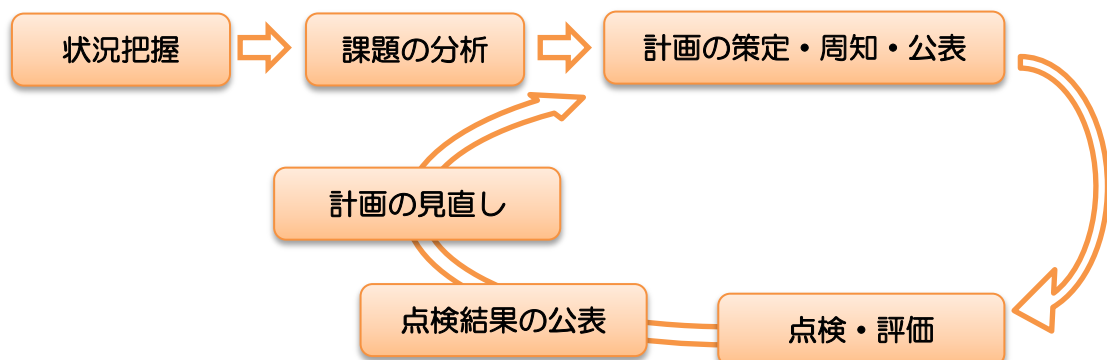 状況把握
課題の分析
計画の策定・周知・公表
計画の見直し
点検結果の公表
点検・評価